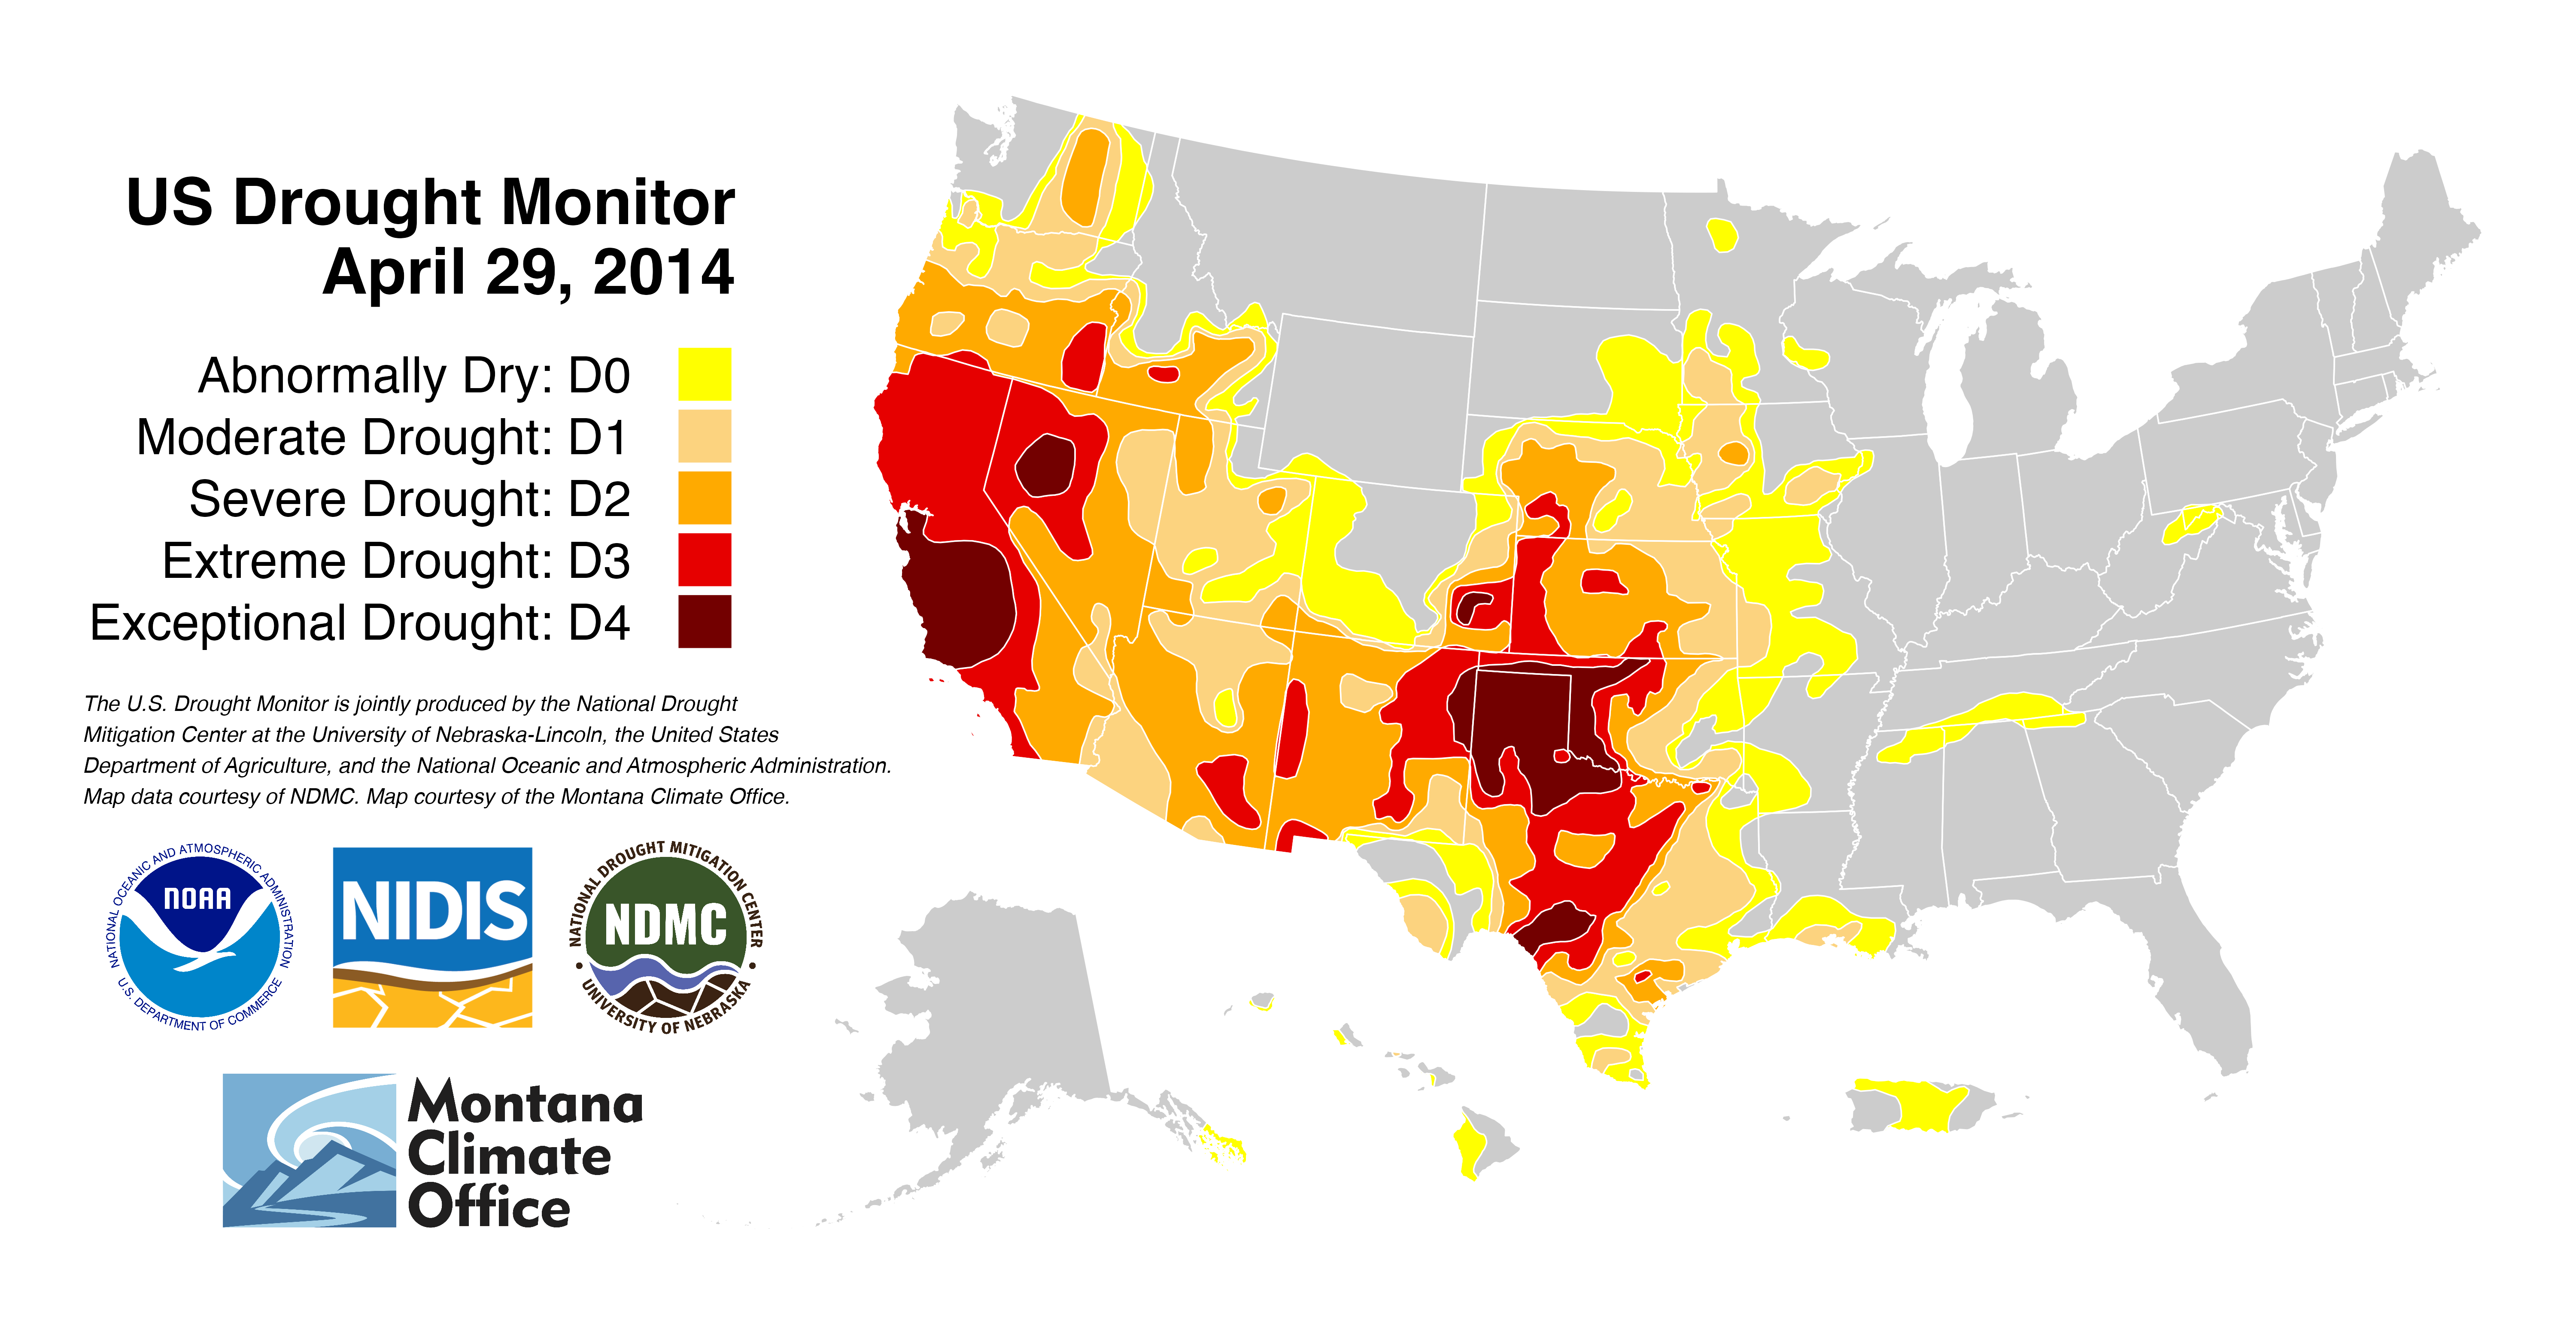 US Drought Monitor
April 29, 2014
Abnormally Dry: D0
Moderate Drought: D1
Severe Drought: D2
Extreme Drought: D3
Exceptional Drought: D4
The U.S. Drought Monitor is jointly produced by the National Drought
Mitigation Center at the University of Nebraska-Lincoln, the United States
Department of Agriculture, and the National Oceanic and Atmospheric Administration.
Map data courtesy of NDMC. Map courtesy of the Montana Climate Office.
NATIONAL OCEANIC AND ATMOSPHERIC ADMINISTRATION
NOAA
U.S. DEPARTMENT OF COMMERCE
NIDIS
NATIONAL DROUGHT MITIGATION CENTER
NDMC
UNIVERSITY OF NEBRASKA
Montana
Climate
Office